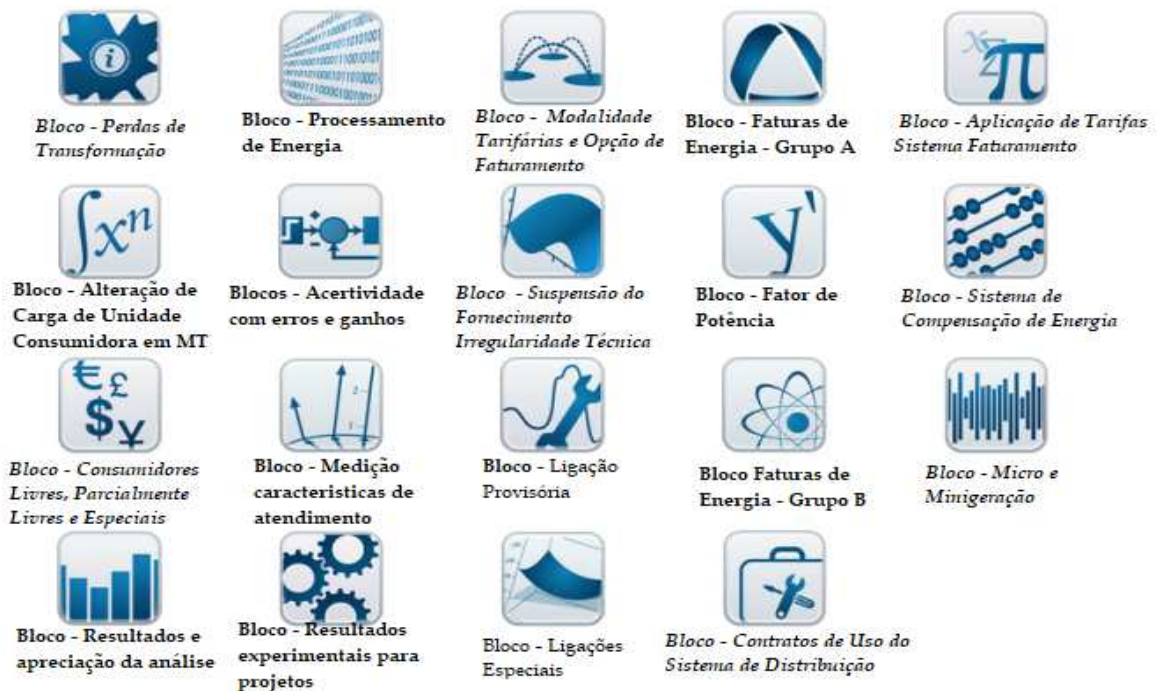 Bloco - Perdas de
Transformação
Bloco - Processamento
de Energia
Bloco - Modalidade
Tarifárias e Opção de
Faturamento
Bloco - Faturas de
Energia - Grupo A
Bloco - Aplicação de Tarifas
Sistema Faturamento
Bloco - Alteração de
Carga de Unidade
Consumidora em MT
Blocos - Acertividade
com erros e ganhos
Bloco - Suspensão do
Fornecimento
Irregularidade Técnica
Bloco - Fator de
Potência
Bloco - Sistema de
Compensação de Energia
Bloco - Consumidores
Livres, Parcialmente
Livres e Especiais
Bloco - Medição
caracteristicas de
atendimento
Bloco - Ligação
Provisória
Bloco Faturas de
Energia - Grupo B
Bloco - Micro e
Minigeração
Bloco - Resultados e
apreciação da análise
Bloco - Resultados
experimentais para
projetos
Bloco - Ligações
Especiais
Bloco - Contratos de Uso do
Sistema de Distribuição